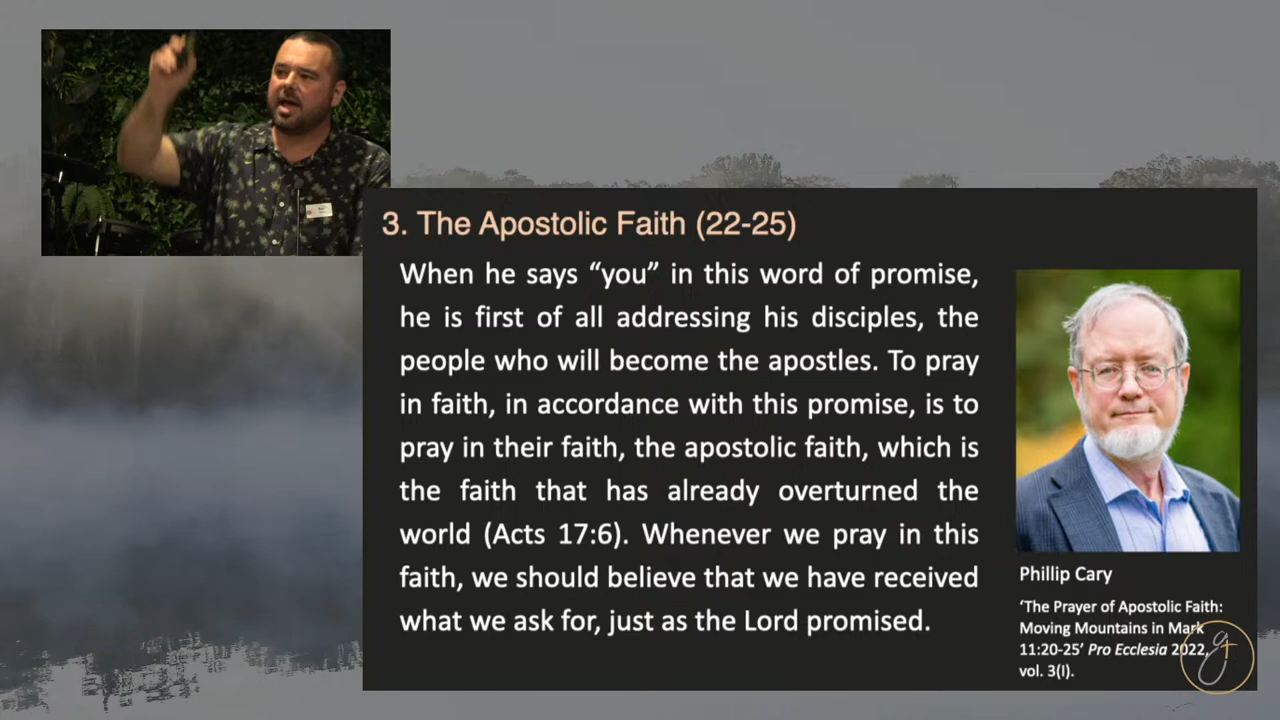 3. The Apostolic Faith (22-25)
When he says “you” in this word of promise,
he is first of all addressing his disciples, the
people who will become the apostles. To pray
in faith, in accordance with this promise, is to
pray in their faith, the apostolic faith, which is
the faith that has already overturned the
world (Acts 17:6). Whenever we pray in this
faith, we should believe that we have received
what we ask for, just as the Lord promised.
Phillip Cary
‘The Prayer of Apostolic Faith:
Moving Mountains in Mark
11:20-25’ Pro Ecclesia 2022,
vol. 3(I).